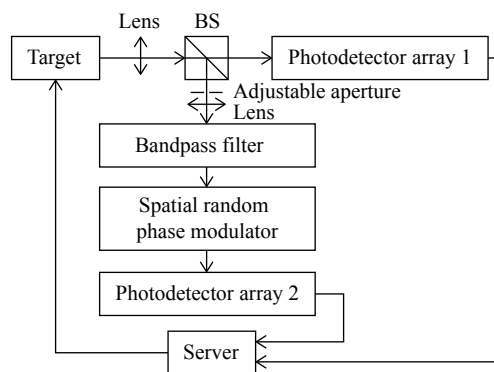 Lens
BS
Target
Photodetector array 1
Adjustable aperture
Lens
Bandpass filter
Spatial random
phase modulator
Photodetector array 2
Server